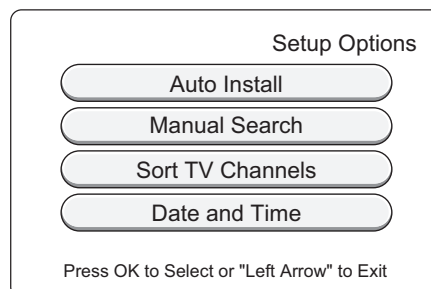 Setup Options
Auto Install
Manual Search
Sort TV Channels
Date and Time
Press OK to Select or "Left Arrow" to Exit